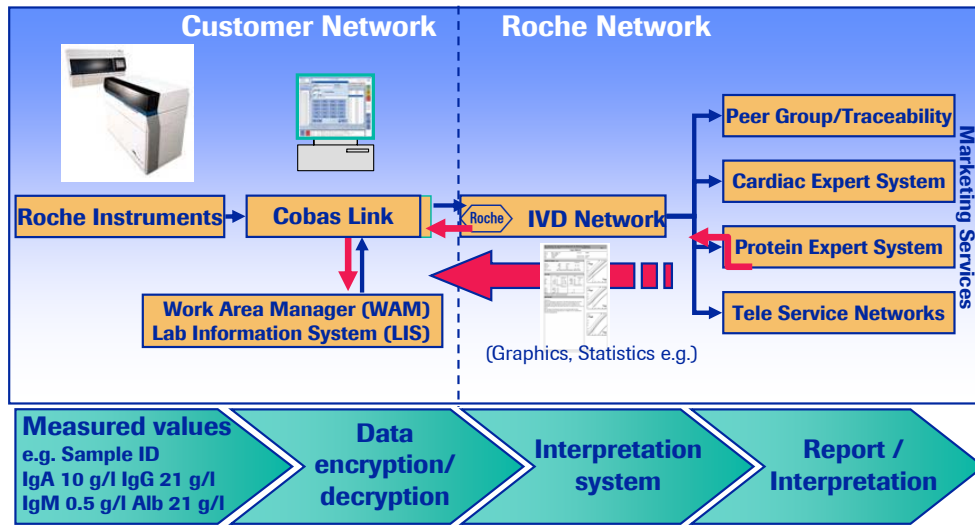 Customer Network
Roche Network
Peer Group/Traceability
Cardiac Expert System
Roche Instruments
Cobas Link
Roche
IVD Network
Protein Expert System
Marketing Services
Work Area Manager (WAM)
Lab Information System (LIS)
Tele Service Networks
(Graphics, Statistics e.g.)
Measured values
e.g. Sample ID
IgA 10 g/l IgG 21 g/l
IgM 0.5 g/l Alb 21 g/l
Data
encryption/
decryption
Interpretation
system
Report /
Interpretation